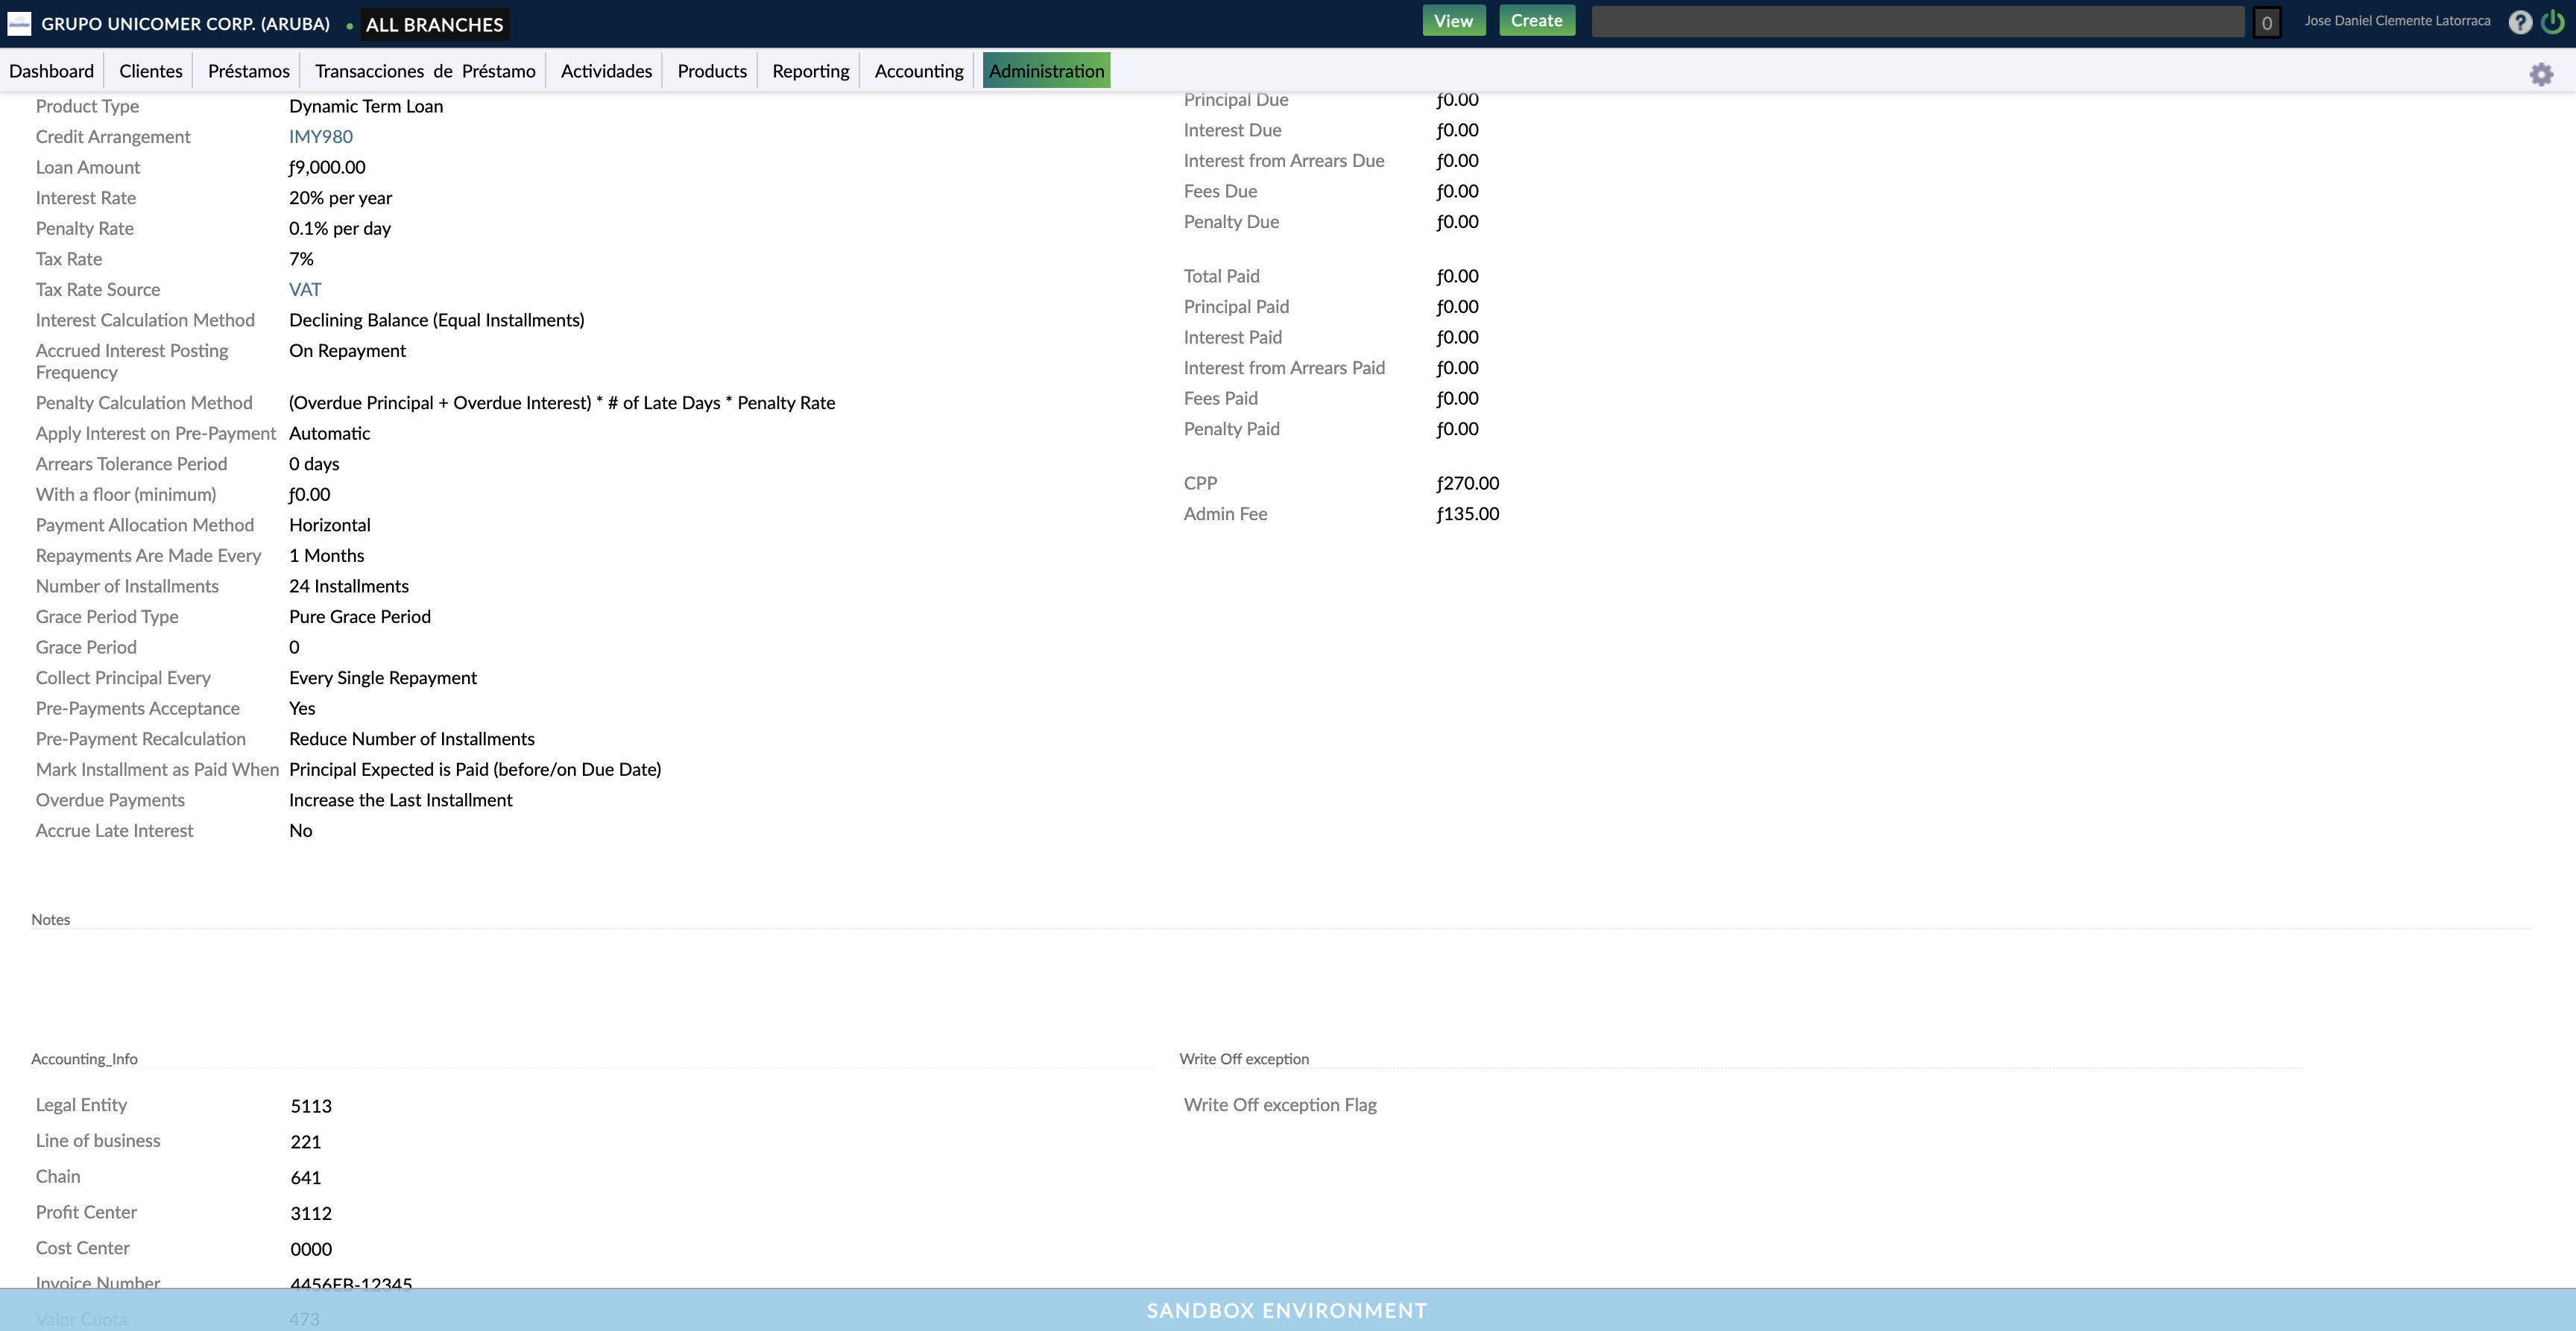 GRUPO UNICOMER CORP. (ARUBA) • ALL BRANCHES
View
Create
0
Jose Daniel Clemente Latorraca
?
Dashboard
Clientes
Préstamos
Transacciones de Préstamo
Actividades
Products
Reporting
Accounting
Administration
Product Type Dynamic Term Loan
Credit Arrangement IMY980
Loan Amount ƒ9,000.00
Interest Rate 20% per year
Penalty Rate 0.1% per day
Tax Rate 7%
Tax Rate Source VAT
Interest Calculation Method Declining Balance (Equal Installments)
Accrued Interest Posting On Repayment
Frequency
Penalty Calculation Method (Overdue Principal + Overdue Interest) * # of Late Days * Penalty Rate
Apply Interest on Pre-Payment Automatic
Arrears Tolerance Period 0 days
With a floor (minimum) ƒ0.00
Payment Allocation Method Horizontal
Repayments Are Made Every 1 Months
Number of Installments 24 Installments
Grace Period Type Pure Grace Period
Grace Period 0
Collect Principal Every Every Single Repayment
Pre-Payments Acceptance Yes
Pre-Payment Recalculation Reduce Number of Installments
Mark Installment as Paid When Principal Expected is Paid (before/on Due Date)
Overdue Payments Increase the Last Installment
Accrue Late Interest No
Principal Due ƒ0.00
Interest Due ƒ0.00
Interest from Arrears Due ƒ0.00
Fees Due ƒ0.00
Penalty Due ƒ0.00
Total Paid ƒ0.00
Principal Paid ƒ0.00
Interest Paid ƒ0.00
Interest from Arrears Paid ƒ0.00
Fees Paid ƒ0.00
Penalty Paid ƒ0.00
CPP ƒ270.00
Admin Fee ƒ135.00
Notes
Accounting_Info
Legal Entity 5113
Line of business 221
Chain 641
Profit Center 3112
Cost Center 0000
Invoice Number 4456EB-12345
Valor Cuota 473
Write Off exception
Write Off exception Flag
SANDBOX ENVIRONMENT